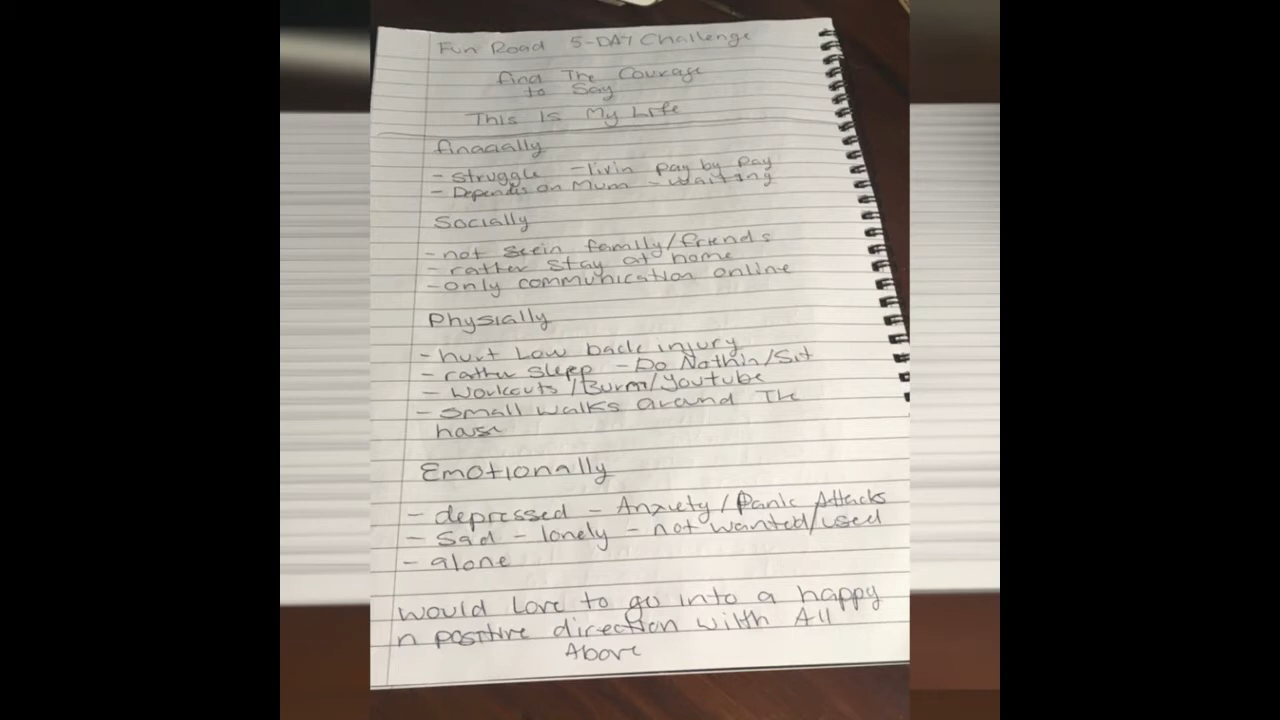 Fun Road 5-DAY Challenge
find The Courage
to Say
This Is My Life
finacially
- struggle - livin pay by pay
- Depends on Mum - waiting
Socially
- not seein family/friends
- rather stay at home
- only communication online
Physially
- hurt Low back injury
- rather sleep - Do Nothin/Sit
- Workouts /Burn/Youtube
- small walks around The
house
Emotionally
- depressed - Anxiety / Panic Attacks
- Sad - lonely - not wanted/used
- alone
would Love to go into a happy
n positive direction with All
Above